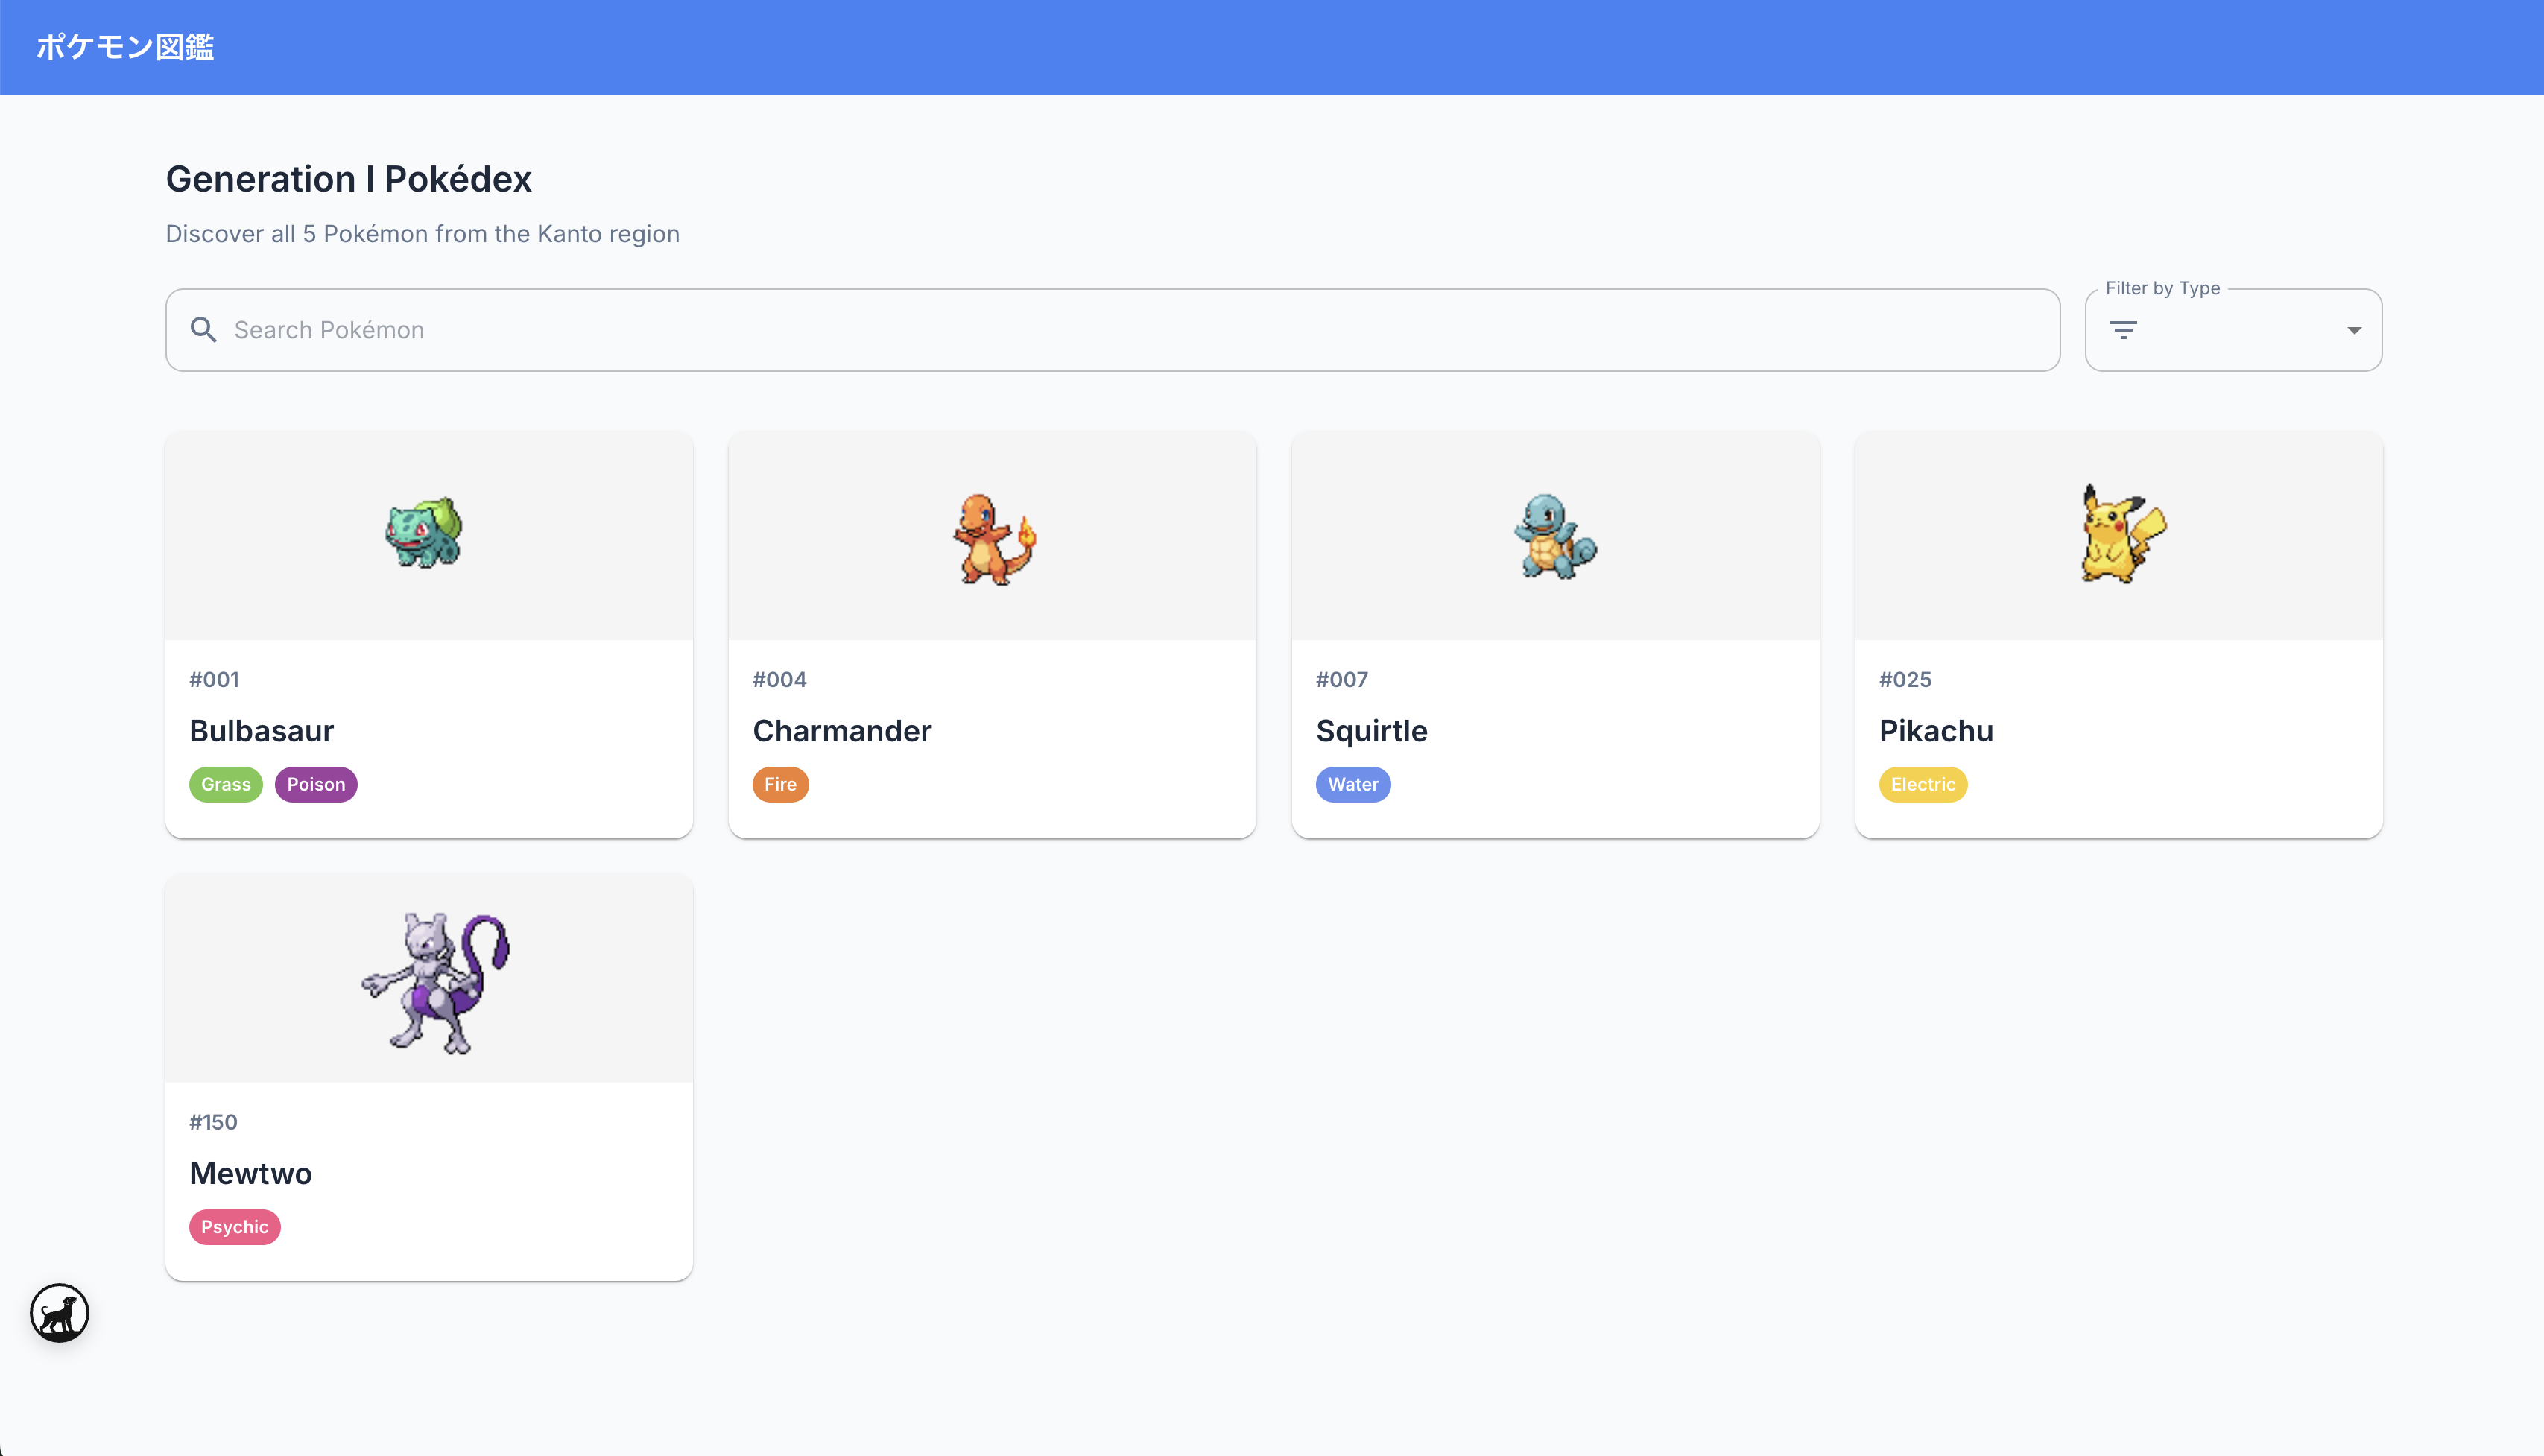 ポケモン図鑑
Generation I Pokédex
Discover all 5 Pokémon from the Kanto region
Filter by Type
Search Pokémon
#001
Bulbasaur
Grass Poison
#004
Charmander
Fire
#007
Squirtle
Water
#025
Pikachu
Electric
#150
Mewtwo
Psychic